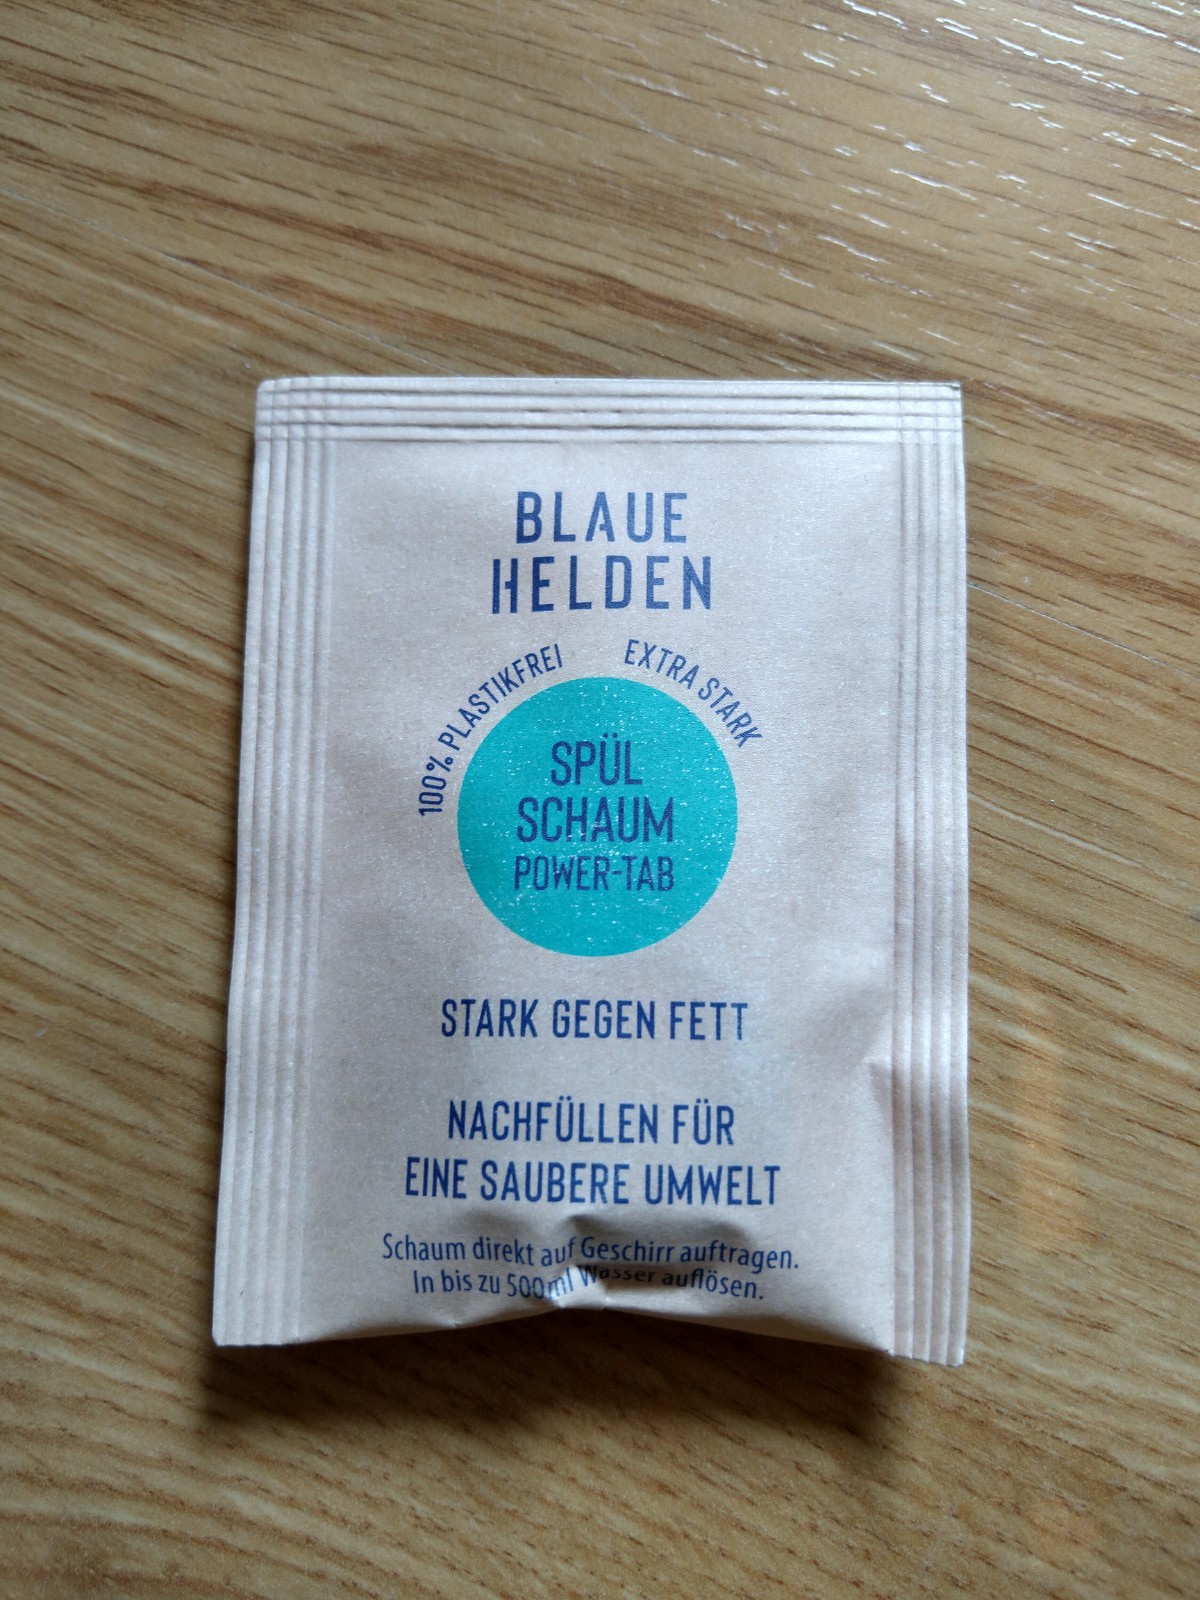 BLAUE
HELDEN
100% PLASTIKFREI
EXTRA STARK
SPÜL
SCHAUM
POWER-TAB
STARK GEGEN FETT
NACHFÜLLEN FÜR
EINE SAUBERE UMWELT
Schaum direkt auf Geschirr auftragen.
In bis zu 500ml Wasser auflösen.